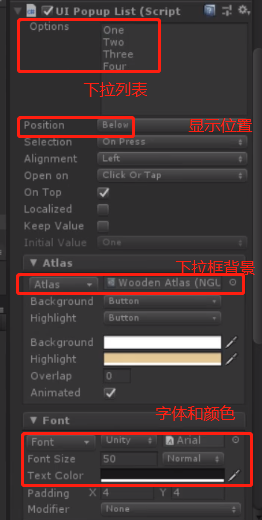 UI Popup List (Script
Options
One
Two
Three
Four
下拉列表
Position Below 显示位置
Selection On Press
Alignment Left
Open on Click Or Tap
On Top
Localized
Keep Value
Initial Value One
Atlas 下拉框背景
Atlas Wooden Atlas (NGU
Background Button
Highlight Button
Background
Highlight
Overlap 0
Animated
Font 字体和颜色
Font Unity Arial
Font Size 50 Normal
Text Color
Padding X 4 Y 4
Modifier None